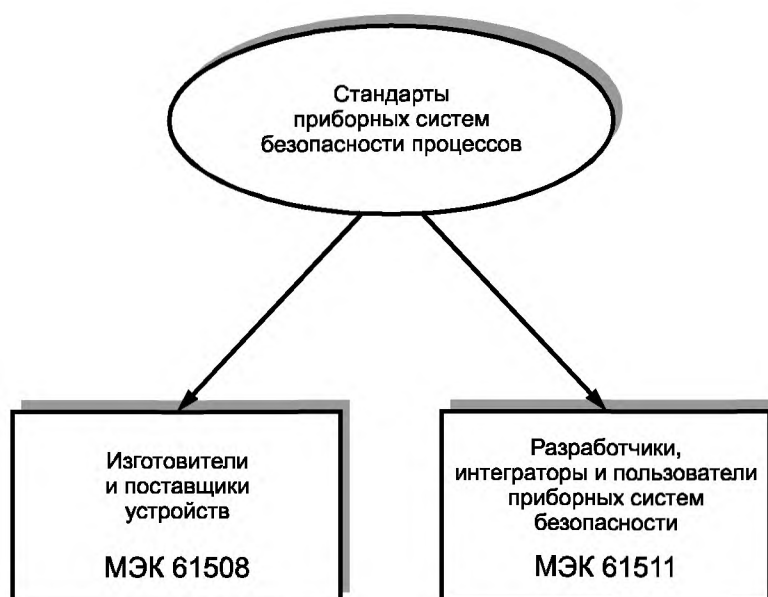 Стандарты
приборных систем
безопасности процессов
Изготовители
и поставщики
устройств
МЭК 61508
Разработчики,
интеграторы и пользователи
приборных систем
безопасности
МЭК 61511